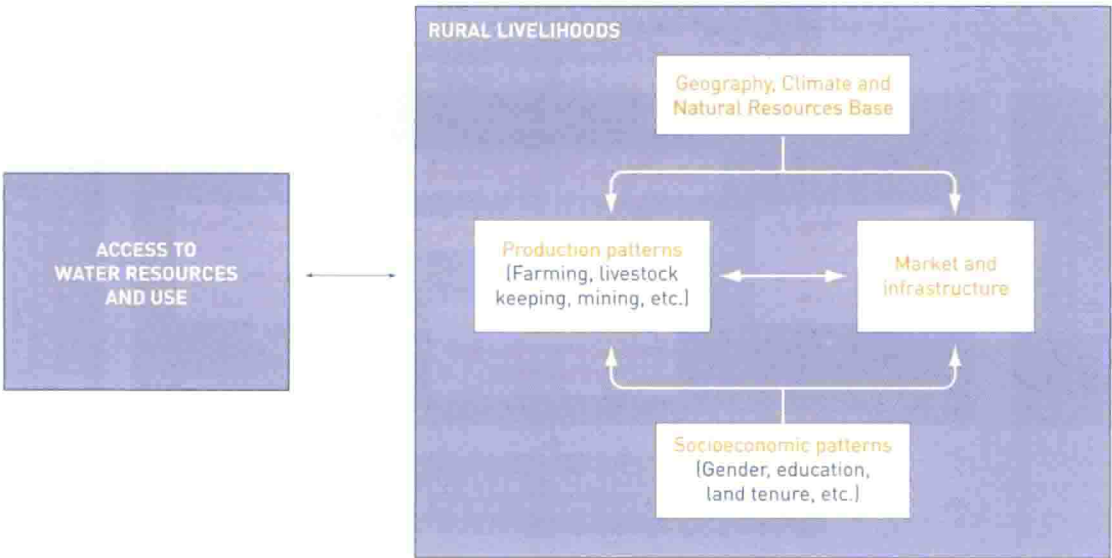 RURAL LIVELIHOODS
Geography, Climate and
Natural Resources Base
ACCESS TO
WATER RESOURCES
AND USE
Production patterns
(Farming, livestock
keeping, mining, etc.)
Market and
infrastructure
Socioeconomic patterns
(Gender, education,
land tenure, etc.)